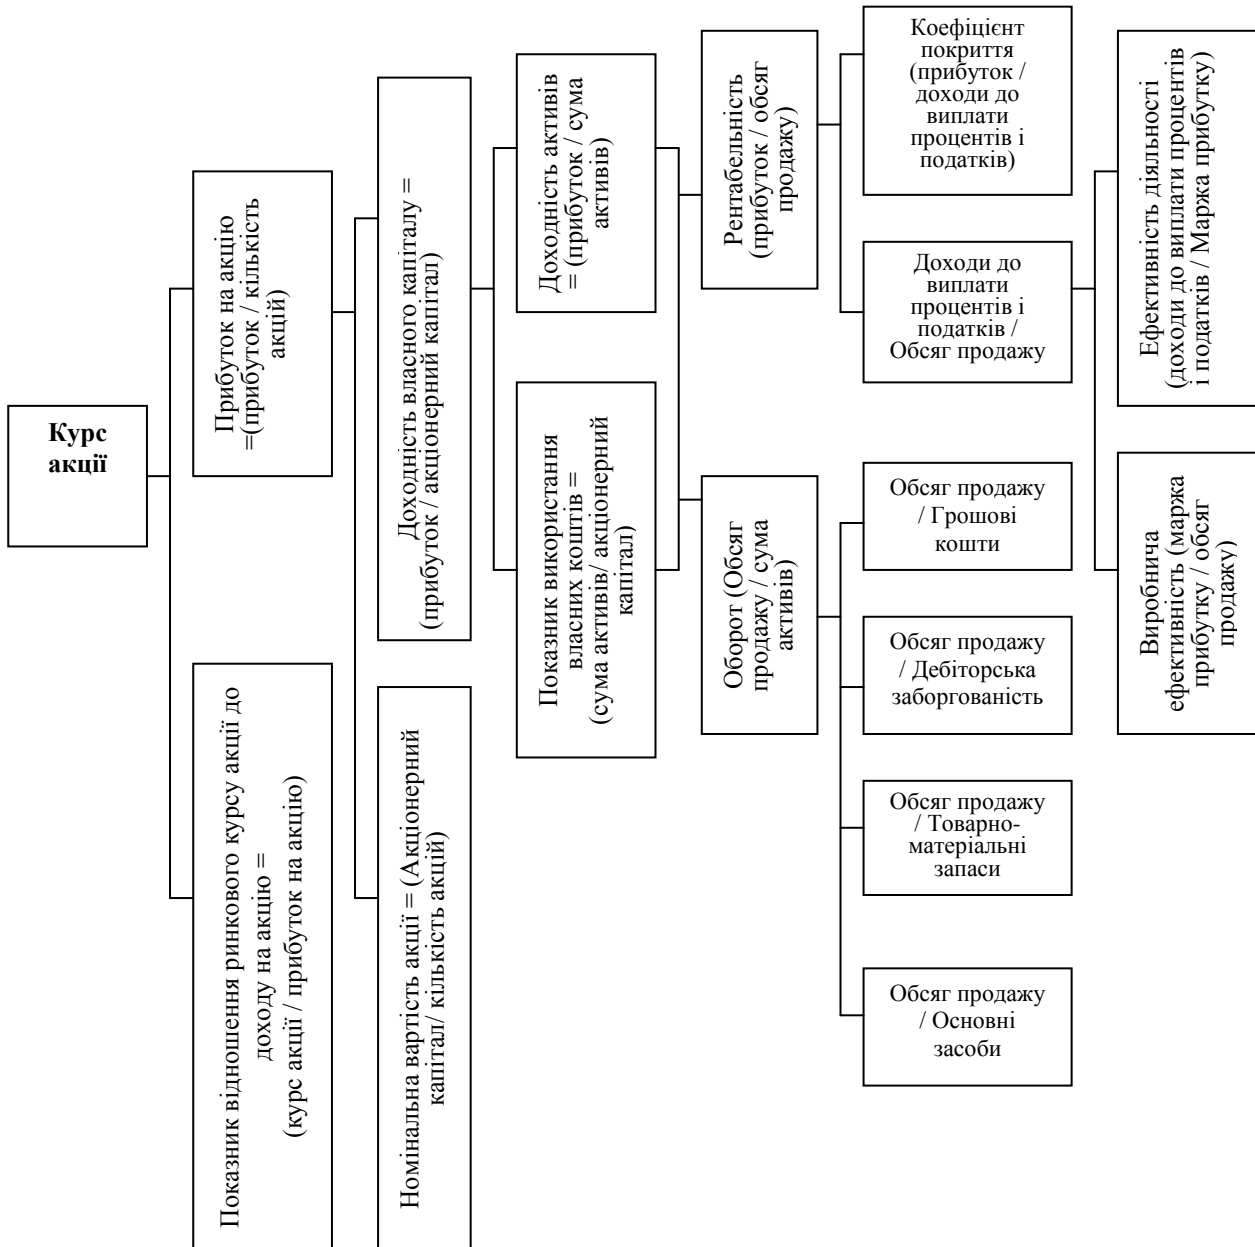 Курс
акції
Показник відношення ринкового курсу акції до
доходу на акцію =
(курс акції / прибуток на акцію)
Прибуток на акцію
=(прибуток / кількість
акцій)
Номінальна вартість акції = (Акціонерний
капітал/ кількість акцій)
Доходність власного капіталу =
(прибуток / акціонерний капітал)
Показник використання
власних коштів =
(сума активів/ акціонерний
капітал)
Доходність активів
= (прибуток / сума
активів)
Оборот (Обсяг
продажу / сума
активів)
Рентабельність
(прибуток / обсяг
продажу)
Обсяг продажу
/ Основні
засоби
Обсяг продажу
/ Товарно-
матеріальні
запаси
Обсяг продажу
/ Дебіторська
заборгованість
Обсяг продажу
/ Грошові
кошти
Доходи до
виплати
процентів і
податків /
Обсяг продажу
Коефіцієнт
покриття
(прибуток /
доходи до
виплати
процентів і
податків)
Виробнича
ефективність (маржа
прибутку / обсяг
продажу)
Ефективність діяльності
(доходи до виплати процентів
і податків / Маржа прибутку)